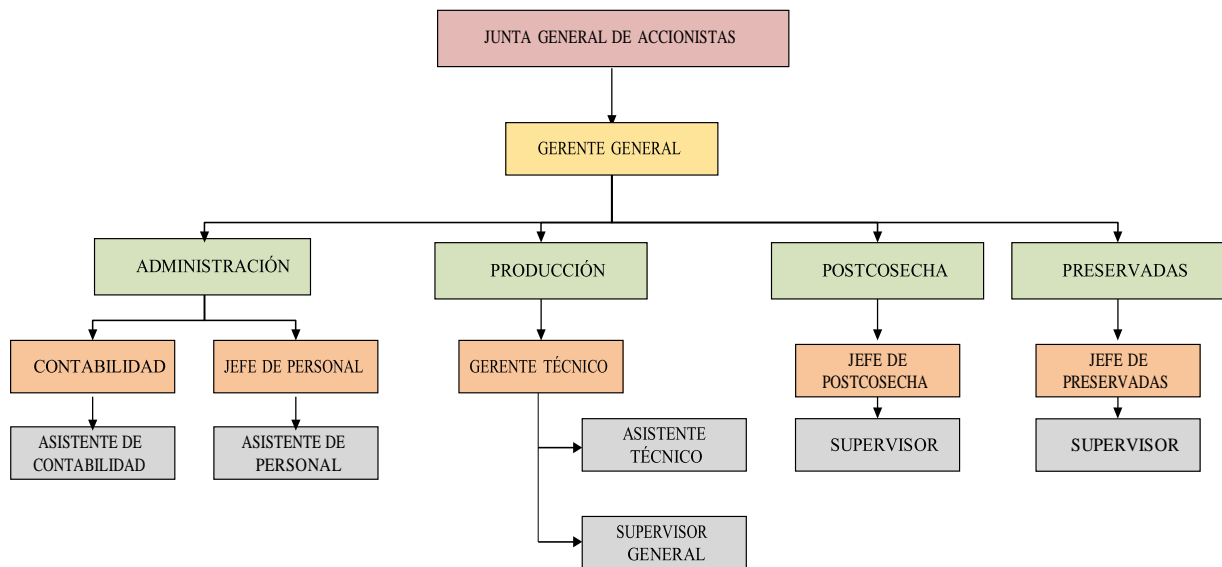 JUNTA GENERAL DE ACCIONISTAS
GERENTE GENERAL
ADMINISTRACIÓN
PRODUCCIÓN
POSTCOSECHA
PRESERVADAS
CONTABILIDAD
JEFE DE PERSONAL
GERENTE TÉCNICO
JEFE DE
POSTCOSECHA
JEFE DE
PRESERVADAS
ASISTENTE DE
CONTABILIDAD
ASISTENTE DE
PERSONAL
ASISTENTE
TÉCNICO
SUPERVISOR
SUPERVISOR
SUPERVISOR
GENERAL